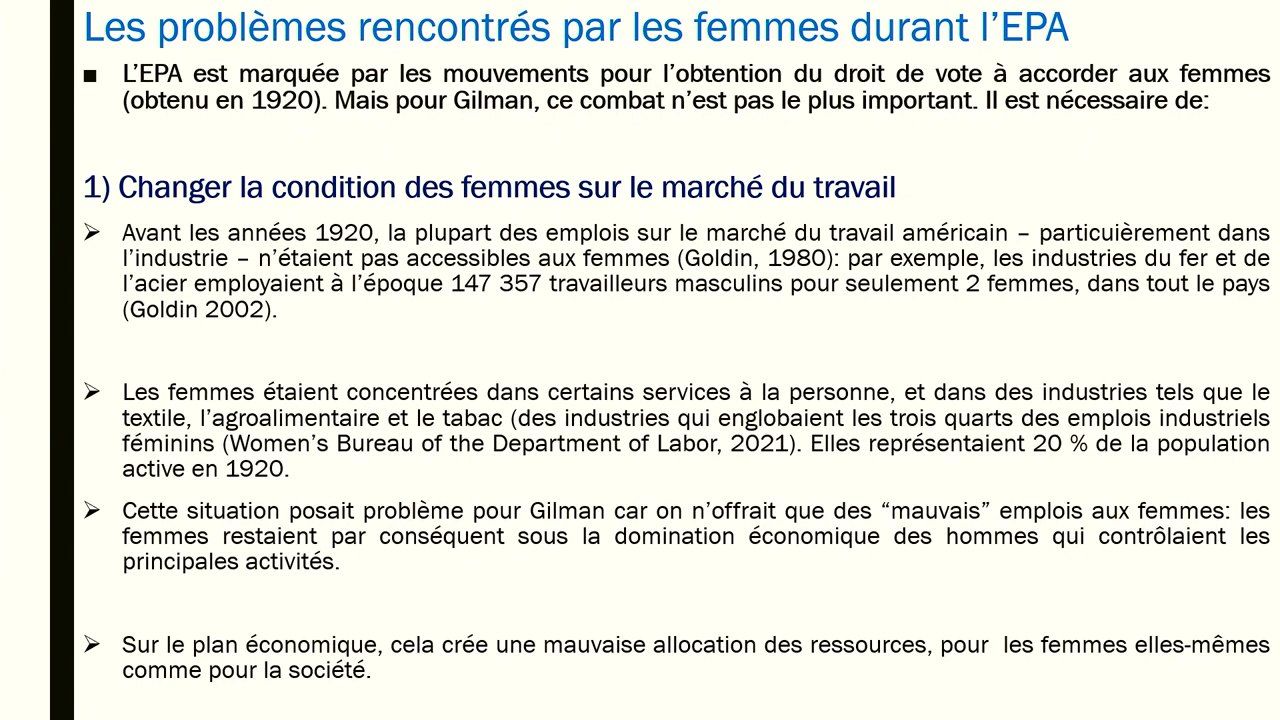 Les problèmes rencontrés par les femmes durant l’EPA
■ L’EPA est marquée par les mouvements pour l’obtention du droit de vote à accorder aux femmes
(obtenu en 1920). Mais pour Gilman, ce combat n’est pas le plus important. Il est nécessaire de:
1) Changer la condition des femmes sur le marché du travail
➢ Avant les années 1920, la plupart des emplois sur le marché du travail américain – particuièrement dans
l’industrie – n’étaient pas accessibles aux femmes (Goldin, 1980): par exemple, les industries du fer et de
l’acier employaient à l’époque 147 357 travailleurs masculins pour seulement 2 femmes, dans tout le pays
(Goldin 2002).
➢ Les femmes étaient concentrées dans certains services à la personne, et dans des industries tels que le
textile, l’agroalimentaire et le tabac (des industries qui englobaient les trois quarts des emplois industriels
féminins (Women’s Bureau of the Department of Labor, 2021). Elles représentaient 20 % de la population
active en 1920.
➢ Cette situation posait problème pour Gilman car on n’offrait que des “mauvais” emplois aux femmes: les
femmes restaient par conséquent sous la domination économique des hommes qui contrôlaient les
principales activités.
➢ Sur le plan économique, cela crée une mauvaise allocation des ressources, pour  les femmes elles-mêmes
comme pour la société.